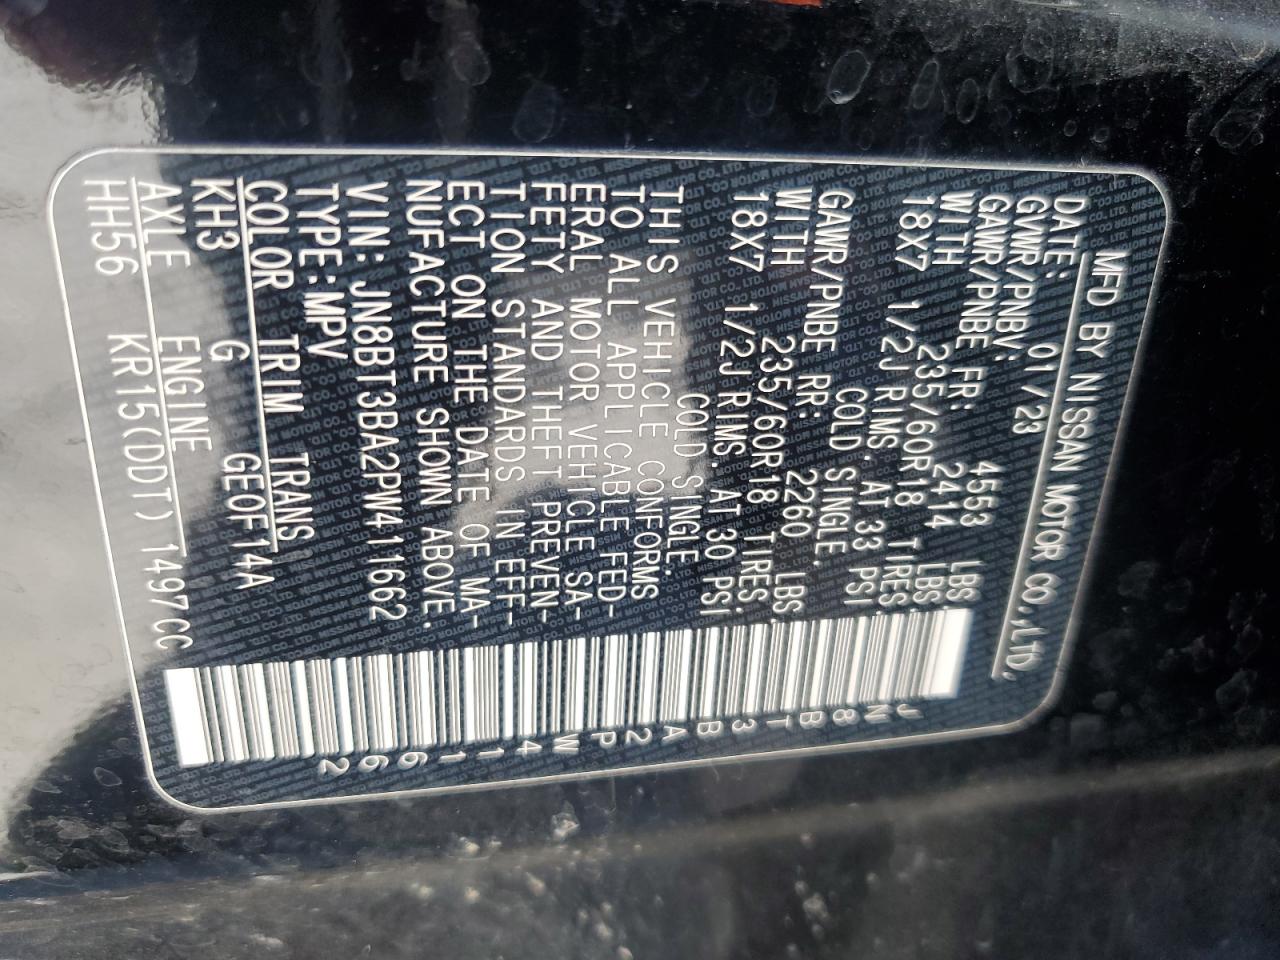 MFD BY NISSAN MOTOR CO.,LTD.
DATE: 01/23
GVWR/PNBV: 4553 LBS.
GAWR/PNBE FR: 2414 LBS.
WITH 235/60R18 TIRES,
18X7 1/2J RIMS. AT 33 PSI
COLD SINGLE.
GAWR/PNBE RR: 2260 LBS.
WITH 235/60R18 TIRES,
18X7 1/2J RIMS. AT 30 PSI
COLD SINGLE.
THIS VEHICLE CONFORMS
TO ALL APPLICABLE FED-
ERAL MOTOR VEHICLE SA-
FETY AND THEFT PREVEN-
TION STANDARDS IN EFF-
ECT ON THE DATE OF MA-
NUFACTURE SHOWN ABOVE.
VIN: JN8BT3BA2PW411662
TYPE:MPV
COLOR TRIM TRANS
KH3 G GE0F14A
AXLE ENGINE
HH56 KR15(DDT) 1497CC
JN8BT3BA2PW411662